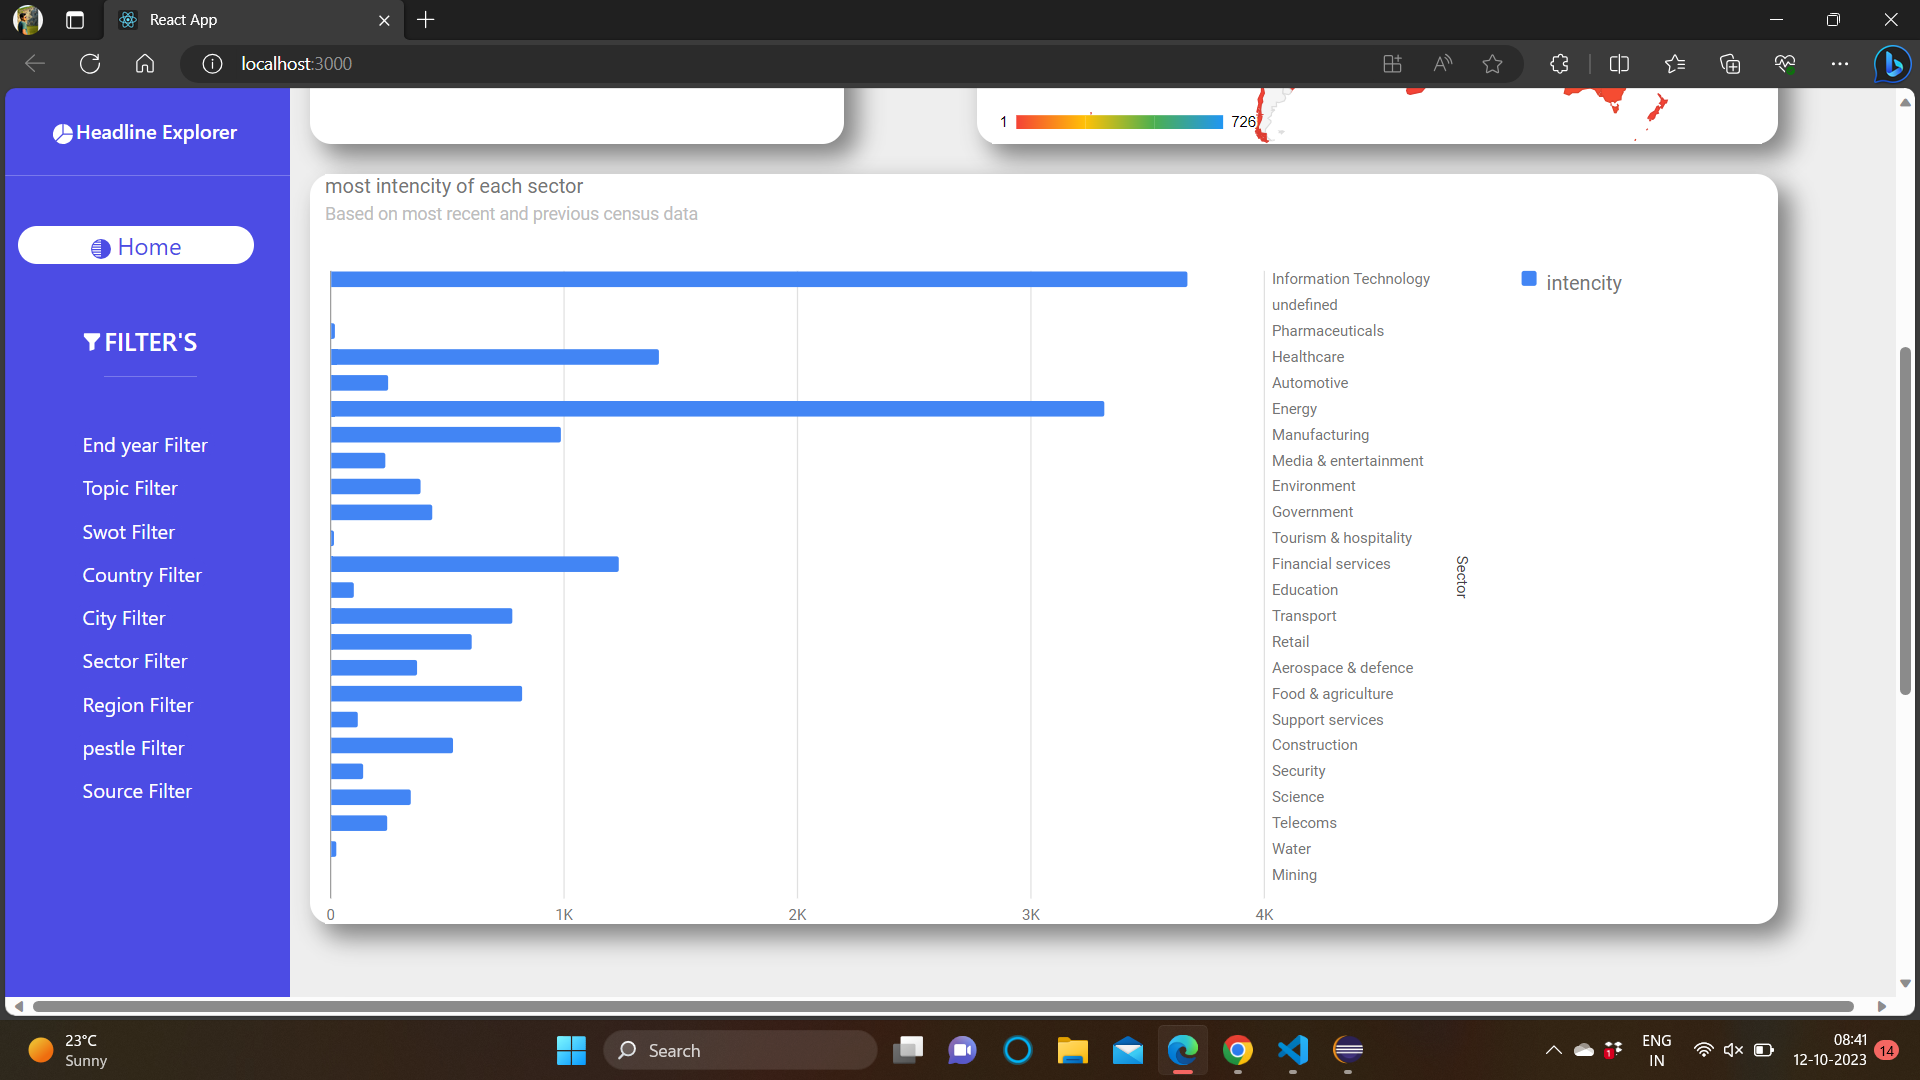 React App
localhost:3000
Headline Explorer
Home
FILTER'S
End year Filter
Topic Filter
Swot Filter
Country Filter
City Filter
Sector Filter
Region Filter
pestle Filter
Source Filter
1
726
most intencity of each sector
Based on most recent and previous census data
Information Technology
undefined
Pharmaceuticals
Healthcare
Automotive
Energy
Manufacturing
Media & entertainment
Environment
Government
Tourism & hospitality
Financial services
Education
Transport
Retail
Aerospace & defence
Food & agriculture
Support services
Construction
Security
Science
Telecoms
Water
Mining
Sector
intencity
0 1K 2K 3K 4K
23°C
Sunny
Search
1
ENG
IN
08:41
12-10-2023
14